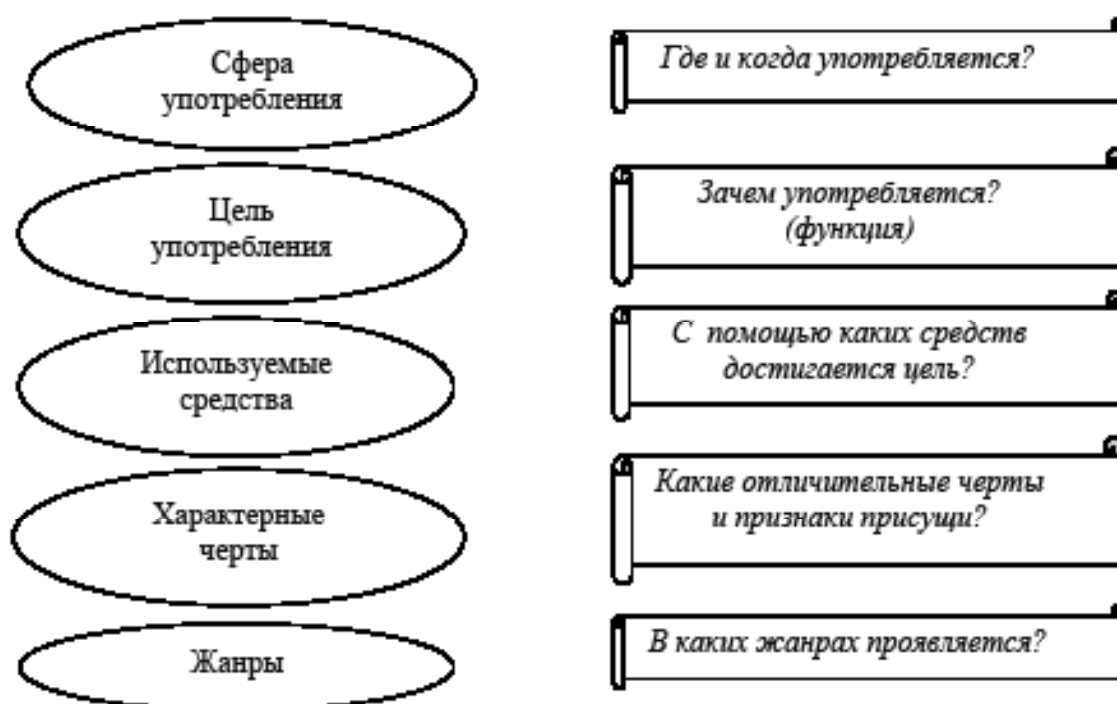 Сфера
употребления
Где и когда употребляется?
Цель
употребления
Зачем употребляется?
(функция)
Используемые
средства
С помощью каких средств
достигается цель?
Характерные
черты
Какие отличительные черты
и признаки присущи?
Жанры
В каких жанрах проявляется?